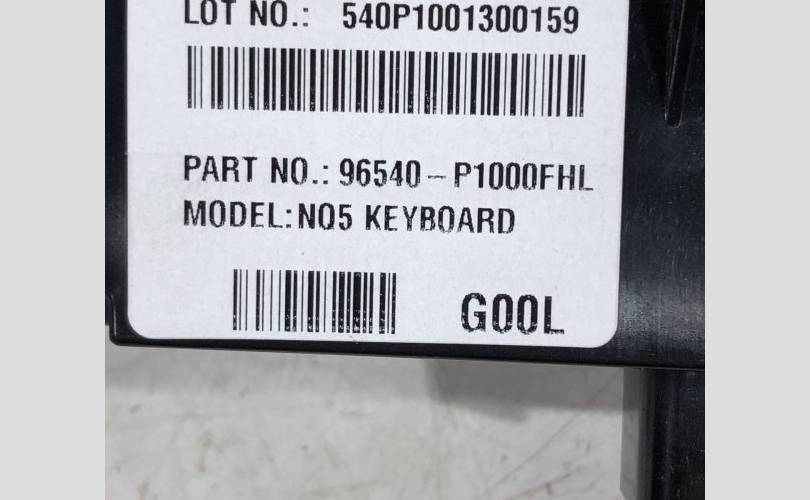 LOT NO.: 540P1001300159
PART NO.: 96540-P1000FHL
MODEL:NQ5 KEYBOARD
G00L